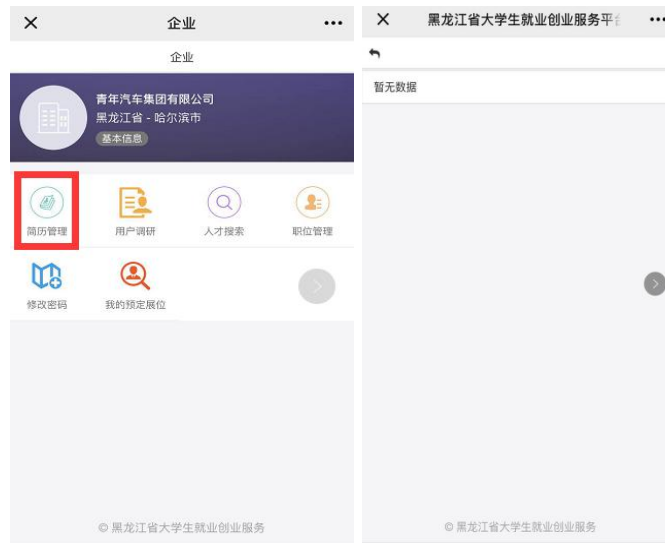 企业
企业
青年汽车集团有限公司
黑龙江省 - 哈尔滨市
基本信息
简历管理
用户调研
人才搜索
职位管理
修改密码
我的预定展位
© 黑龙江省大学生就业创业服务
黑龙江省大学生就业创业服务平
暂无数据
© 黑龙江省大学生就业创业服务